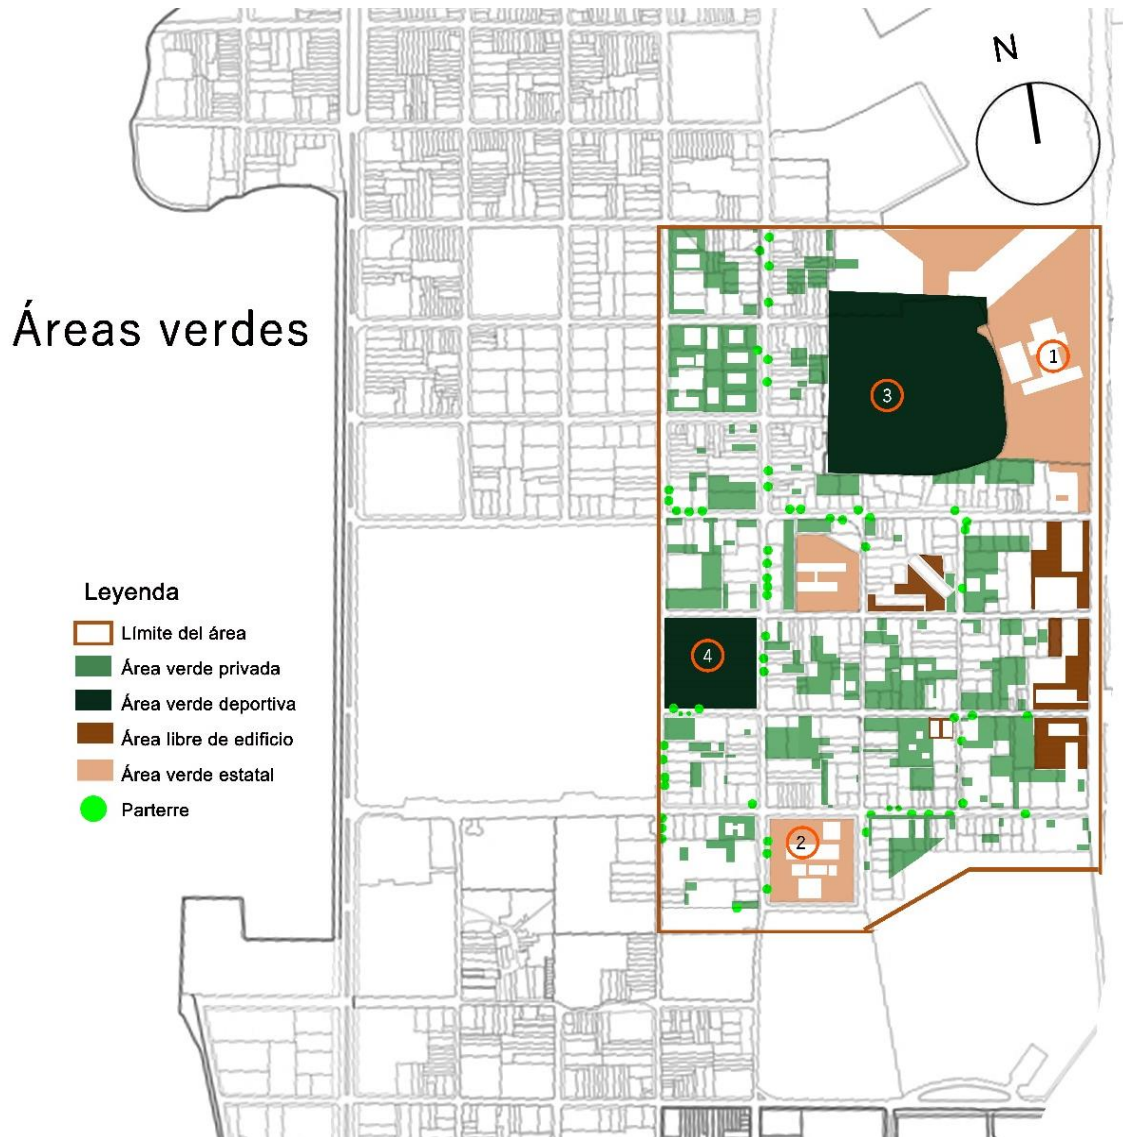 N
Áreas verdes
1
3
Leyenda
Límite del área
Área verde privada
Área verde deportiva
Área libre de edificio
Área verde estatal
Parterre
4
2